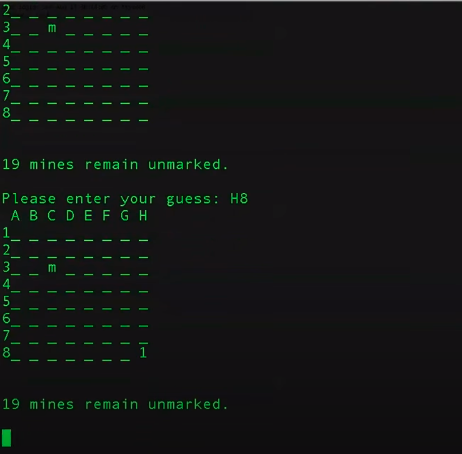 2_ _ _ _ _ _ _ _
3_ _ m _ _ _ _ _
4_ _ _ _ _ _ _ _
5_ _ _ _ _ _ _ _
6_ _ _ _ _ _ _ _
7_ _ _ _ _ _ _ _
8_ _ _ _ _ _ _ _
19 mines remain unmarked.
Please enter your guess: H8
A B C D E F G H
1_ _ _ _ _ _ _ _
2_ _ _ _ _ _ _ _
3_ _ m _ _ _ _ _
4_ _ _ _ _ _ _ _
5_ _ _ _ _ _ _ _
6_ _ _ _ _ _ _ _
7_ _ _ _ _ _ _ _
8_ _ _ _ _ _ _ 1
19 mines remain unmarked.